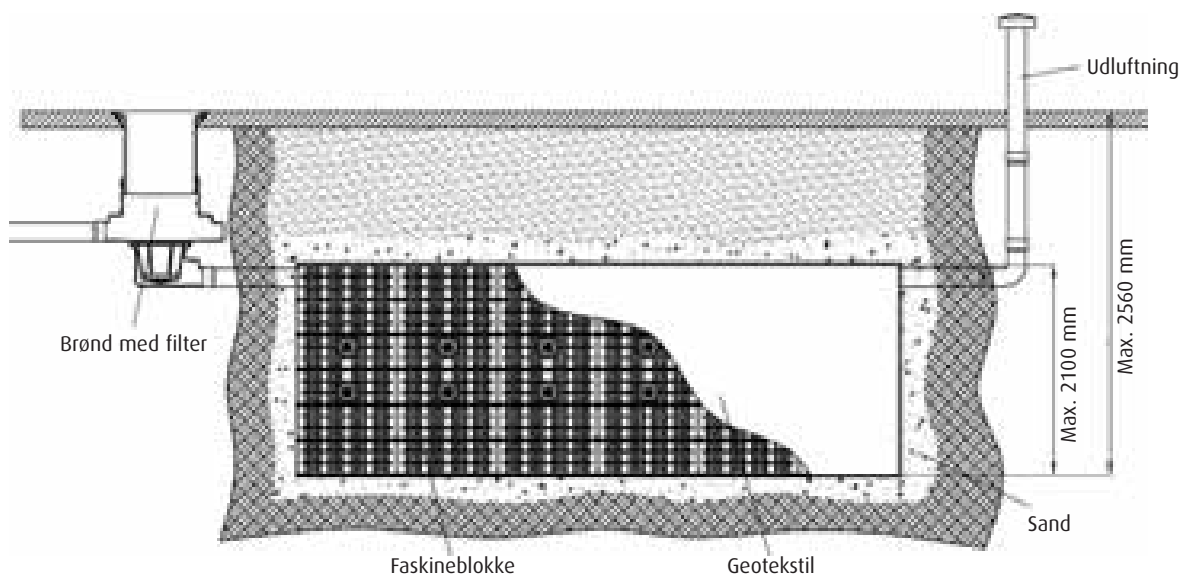 Udluftning
Brønd med filter
Max. 2100 mm
Max. 2560 mm
Sand
Faskineblokke
Geotekstil